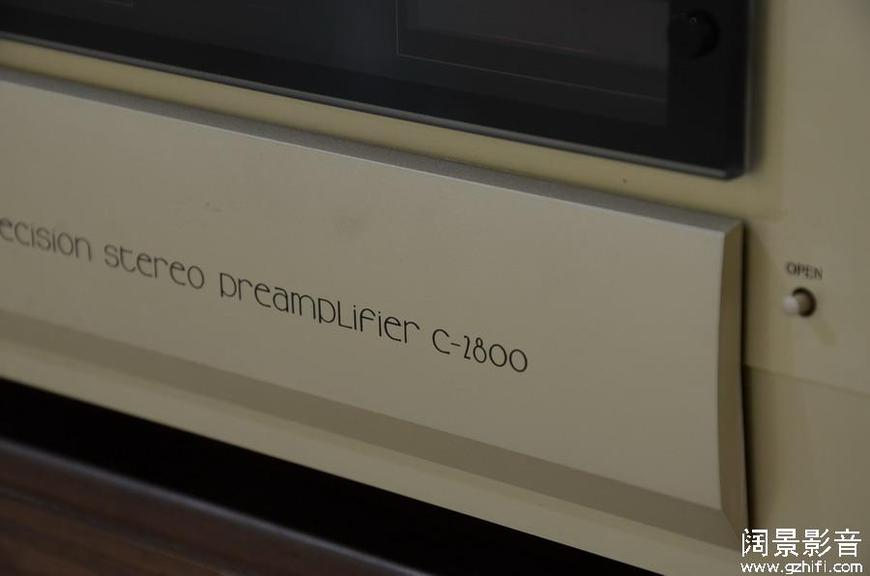 ecision stereo preamplifier C-2800
OPEN
阔景影音
www.gzhifi.com